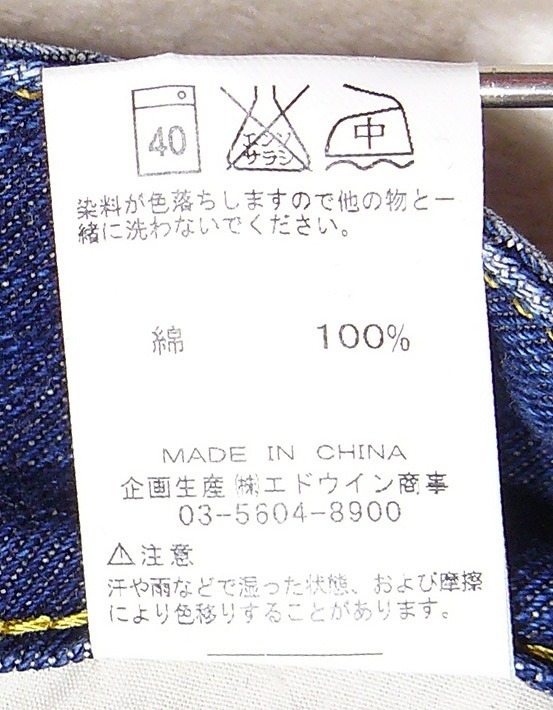 40 エンソ サラシ 中
染料が色落ちしますので他の物と一
緒に洗わないでください。
綿 100%
MADE IN CHINA
企画生産 ㈱エドウイン商事
03-5604-8900
⚠注意
汗や雨などで湿った状態、および摩擦
により色移りすることがあります。